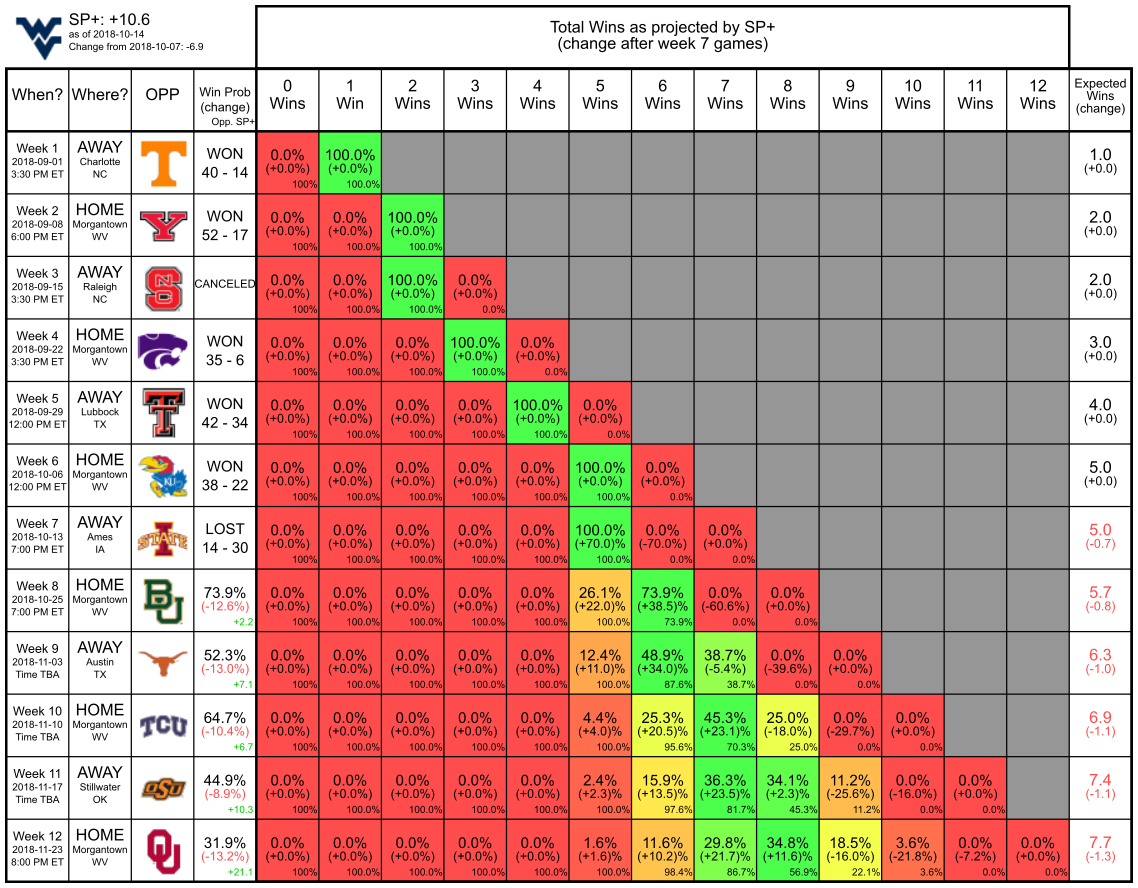 SP+: +10.6
as of 2018-10-14
Change from 2018-10-07: -6.9
Total Wins as projected by SP+
(change after week 7 games)
When? Where? OPP Win Prob (change) Opp. SP+ 0 Wins 1 Win 2 Wins 3 Wins 4 Wins 5 Wins 6 Wins 7 Wins 8 Wins 9 Wins 10 Wins 11 Wins 12 Wins Expected Wins (change)
Week 1 AWAY
2018-09-01 Charlotte T WON 0.0% 100.0% 1.0
3:30 PM ET NC 40 - 14 (+0.0%) (+0.0%) (+0.0)
100% 100.0%
Week 2 HOME
2018-09-08 Morgantown Y WON 0.0% 0.0% 100.0% 2.0
6:00 PM ET WV 52 - 17 (+0.0%) (+0.0%) (+0.0%) (+0.0)
100% 100.0% 100.0%
Week 3 AWAY
2018-09-15 Raleigh S CANCELED 0.0% 0.0% 100.0% 0.0% 2.0
3:30 PM ET NC (+0.0%) (+0.0%) (+0.0%) (+0.0%) (+0.0)
100% 100.0% 100.0% 0.0%
Week 4 HOME
2018-09-22 Morgantown WON 0.0% 0.0% 0.0% 100.0% 0.0% 3.0
3:30 PM ET WV 35 - 6 (+0.0%) (+0.0%) (+0.0%) (+0.0%) (+0.0%) (+0.0)
100% 100.0% 100.0% 100.0% 0.0%
Week 5 AWAY
2018-09-29 Lubbock T WON 0.0% 0.0% 0.0% 0.0% 100.0% 0.0% 4.0
12:00 PM ET TX 42 - 34 (+0.0%) (+0.0%) (+0.0%) (+0.0%) (+0.0%) (+0.0%) (+0.0)
100% 100.0% 100.0% 100.0% 100.0% 0.0%
Week 6 HOME
2018-10-06 Morgantown KU WON 0.0% 0.0% 0.0% 0.0% 0.0% 100.0% 0.0% 5.0
12:00 PM ET WV 38 - 22 (+0.0%) (+0.0%) (+0.0%) (+0.0%) (+0.0%) (+0.0%) (+0.0%) (+0.0)
100% 100.0% 100.0% 100.0% 100.0% 100.0% 0.0%
Week 7 AWAY
2018-10-13 Ames I STATE LOST 0.0% 0.0% 0.0% 0.0% 0.0% 100.0% 0.0% 0.0% 5.0
7:00 PM ET IA 14 - 30 (+0.0%) (+0.0%) (+0.0%) (+0.0%) (+0.0%) (+70.0)% (-70.0%) (+0.0%) (-0.7)
100% 100.0% 100.0% 100.0% 100.0% 100.0% 0.0% 0.0%
Week 8 HOME
2018-10-25 Morgantown BU 73.9% 0.0% 0.0% 0.0% 0.0% 0.0% 26.1% 73.9% 0.0% 0.0% 5.7
7:00 PM ET WV (-12.6%) (+0.0%) (+0.0%) (+0.0%) (+0.0%) (+0.0%) (+22.0)% (+38.5)% (-60.6%) (+0.0%) (-0.8)
+2.2 100% 100.0% 100.0% 100.0% 100.0% 100.0% 73.9% 0.0% 0.0%
Week 9 AWAY
2018-11-03 Austin 52.3% 0.0% 0.0% 0.0% 0.0% 0.0% 12.4% 48.9% 38.7% 0.0% 0.0% 6.3
Time TBA TX (-13.0%) (+0.0%) (+0.0%) (+0.0%) (+0.0%) (+0.0%) (+11.0)% (+34.0)% (-5.4%) (-39.6%) (+0.0%) (-1.0)
+7.1 100% 100.0% 100.0% 100.0% 100.0% 100.0% 87.6% 38.7% 0.0% 0.0%
Week 10 HOME
2018-11-10 Morgantown TCU 64.7% 0.0% 0.0% 0.0% 0.0% 0.0% 4.4% 25.3% 45.3% 25.0% 0.0% 0.0% 6.9
Time TBA WV (-10.4%) (+0.0%) (+0.0%) (+0.0%) (+0.0%) (+0.0%) (+4.0)% (+20.5)% (+23.1)% (-18.0%) (-29.7%) (+0.0%) (-1.1)
+6.7 100% 100.0% 100.0% 100.0% 100.0% 100.0% 95.6% 70.3% 25.0% 0.0% 0.0%
Week 11 AWAY
2018-11-17 Stillwater OSU 44.9% 0.0% 0.0% 0.0% 0.0% 0.0% 2.4% 15.9% 36.3% 34.1% 11.2% 0.0% 0.0% 7.4
Time TBA OK (-8.9%) (+0.0%) (+0.0%) (+0.0%) (+0.0%) (+0.0%) (+2.3)% (+13.5)% (+23.5)% (+2.3)% (-25.6%) (-16.0%) (+0.0%) (-1.1)
+10.3 100% 100.0% 100.0% 100.0% 100.0% 100.0% 97.6% 81.7% 45.3% 11.2% 0.0% 0.0%
Week 12 HOME
2018-11-23 Morgantown OU 31.9% 0.0% 0.0% 0.0% 0.0% 0.0% 1.6% 11.6% 29.8% 34.8% 18.5% 3.6% 0.0% 0.0% 7.7
8:00 PM ET WV (-13.2%) (+0.0%) (+0.0%) (+0.0%) (+0.0%) (+0.0%) (+1.6)% (+10.2)% (+21.7)% (+11.6)% (-16.0%) (-21.8%) (-7.2%) (+0.0%) (-1.3)
+21.1 100% 100.0% 100.0% 100.0% 100.0% 100.0% 98.4% 86.7% 56.9% 22.1% 3.6% 0.0% 0.0%